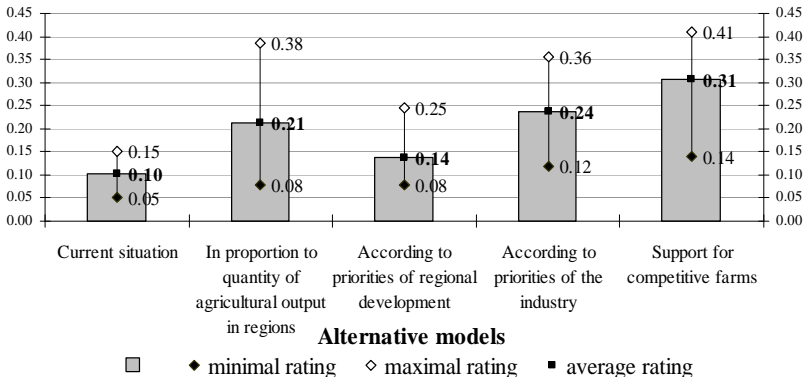 0.45
0.40
0.35
0.30
0.25
0.20
0.15
0.10
0.05
0.00
0.45
0.40
0.35
0.30
0.25
0.20
0.15
0.10
0.05
0.00
0.15
0.10
0.05
0.38
0.21
0.08
0.25
0.14
0.08
0.36
0.24
0.12
0.41
0.31
0.14
Current situation
In proportion to
quantity of
agricultural output
in regions
According to
priorities of regional
development
According to
priorities of the
industry
Support for
competitive farms
Alternative models
minimal rating
maximal rating
average rating